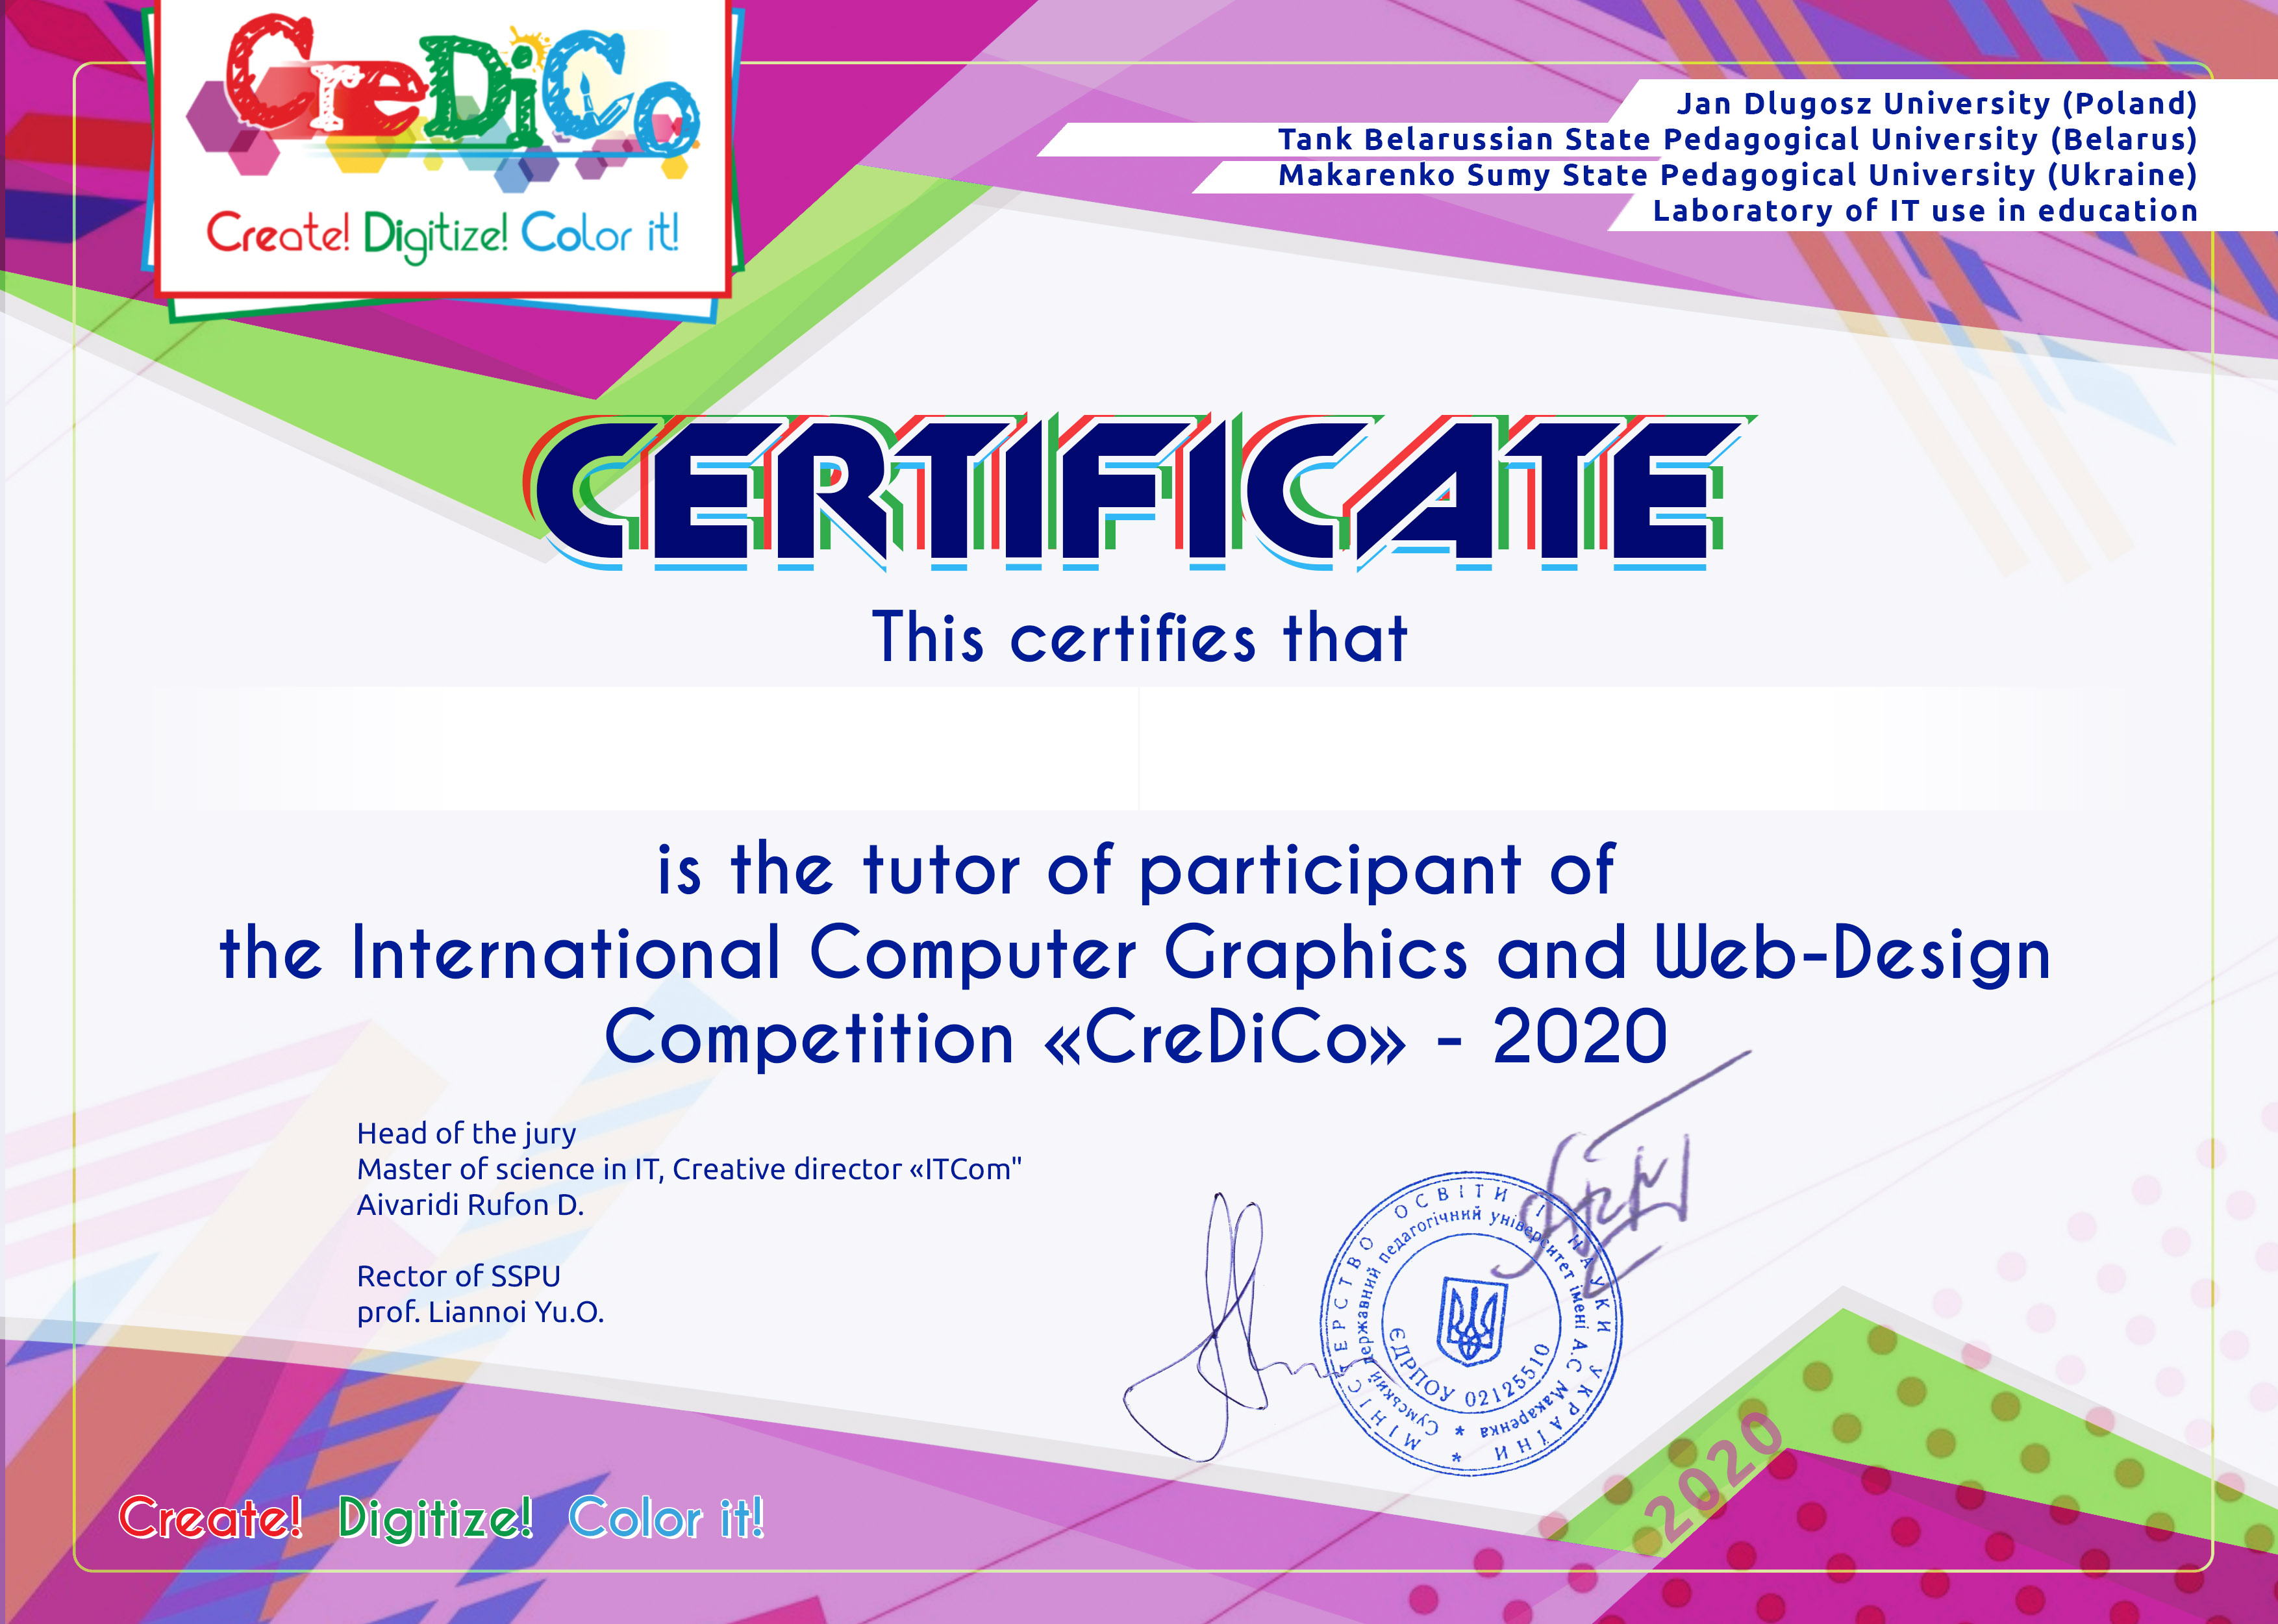 CreDiCo
Create! Digitize! Color it!
Jan Dlugosz University (Poland)
Tank Belarussian State Pedagogical University (Belarus)
Makarenko Sumy State Pedagogical University (Ukraine)
Laboratory of IT use in education
CERTIFICATE
This certifies that
is the tutor of participant of
the International Computer Graphics and Web-Design
Competition «CreDiCo» - 2020
Head of the jury
Master of science in IT, Creative director «ITCom"
Aivaridi Rufon D.
Rector of SSPU
prof. Liannoi Yu.O.
МІНІСТЕРСТВО ОСВІТИ І НАУКИ УКРАЇНИ *
Сумський державний педагогічний університет імені А.С Макаренка *
ЄДРПОУ 02125510
2020
Create! Digitize! Color it!